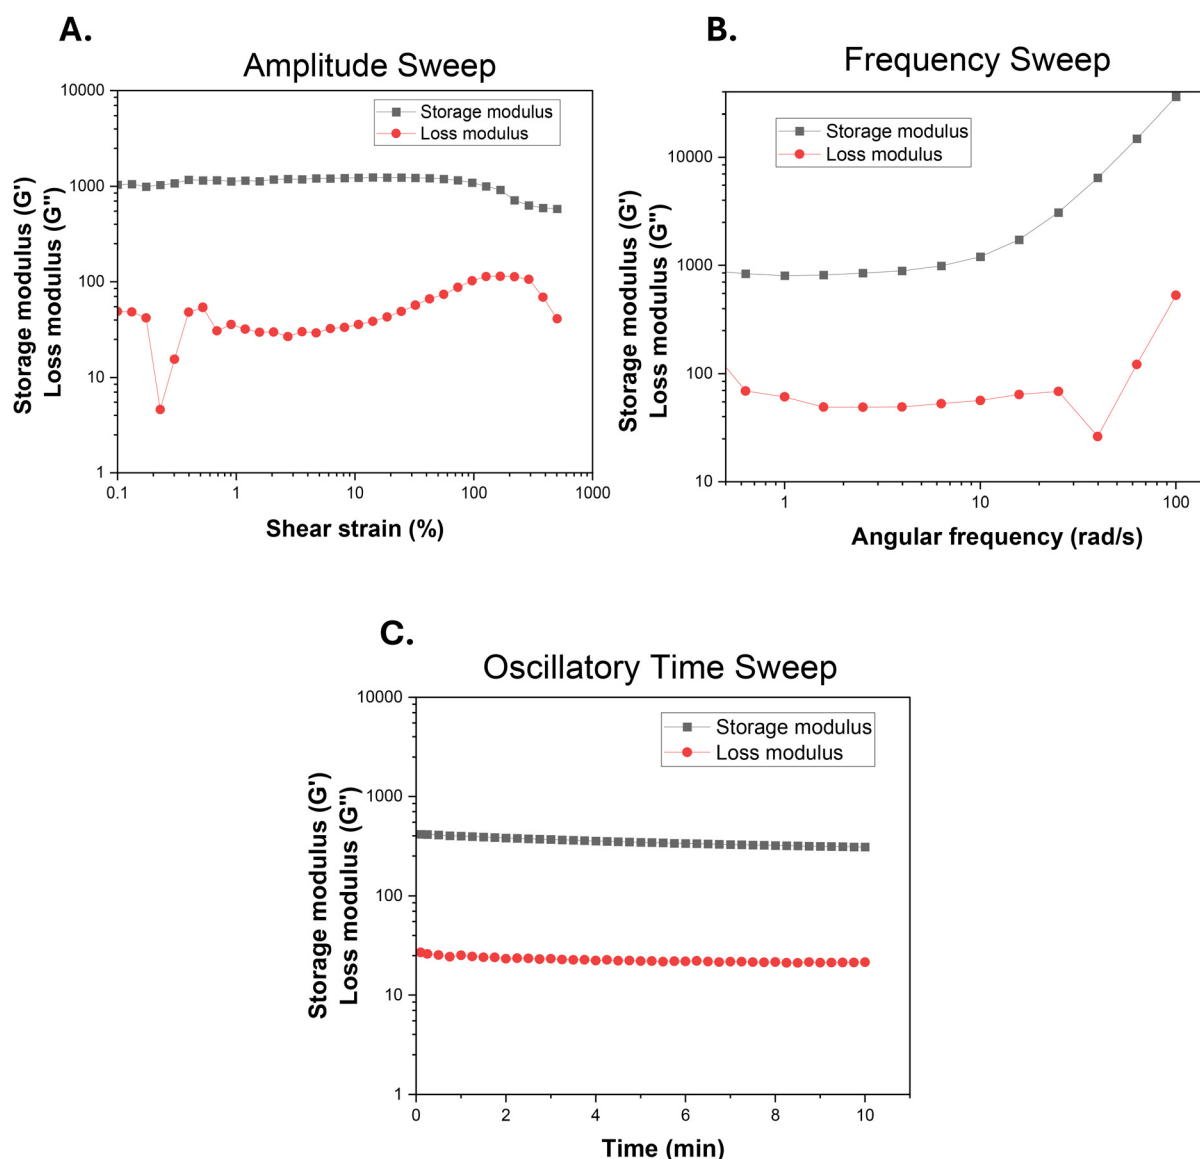 A.
Amplitude Sweep
Storage modulus
Loss modulus
Storage modulus (G')
Loss modulus (G")
10000
1000
100
10
1
0.1
1
10
100
1000
Shear strain (%)
B.
Frequency Sweep
Storage modulus
Loss modulus
Storage modulus (G')
Loss modulus (G")
10000
1000
100
10
1
10
100
Angular frequency (rad/s)
C.
Oscillatory Time Sweep
Storage modulus
Loss modulus
Storage modulus (G')
Loss modulus (G")
10000
1000
100
10
1
0
2
4
6
8
10
Time (min)